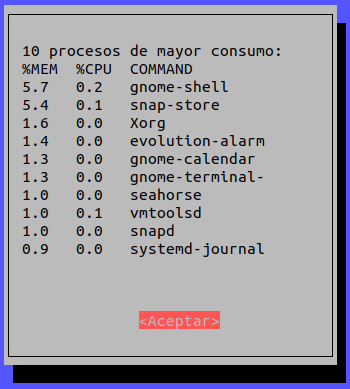 10 procesos de mayor consumo:
%MEM %CPU COMMAND
5.7 0.2 gnome-shell
5.4 0.1 snap-store
1.6 0.0 Xorg
1.4 0.0 evolution-alarm
1.3 0.0 gnome-calendar
1.3 0.0 gnome-terminal-
1.0 0.0 seahorse
1.0 0.1 vmtoolsd
1.0 0.0 snapd
0.9 0.0 systemd-journal
<Aceptar>